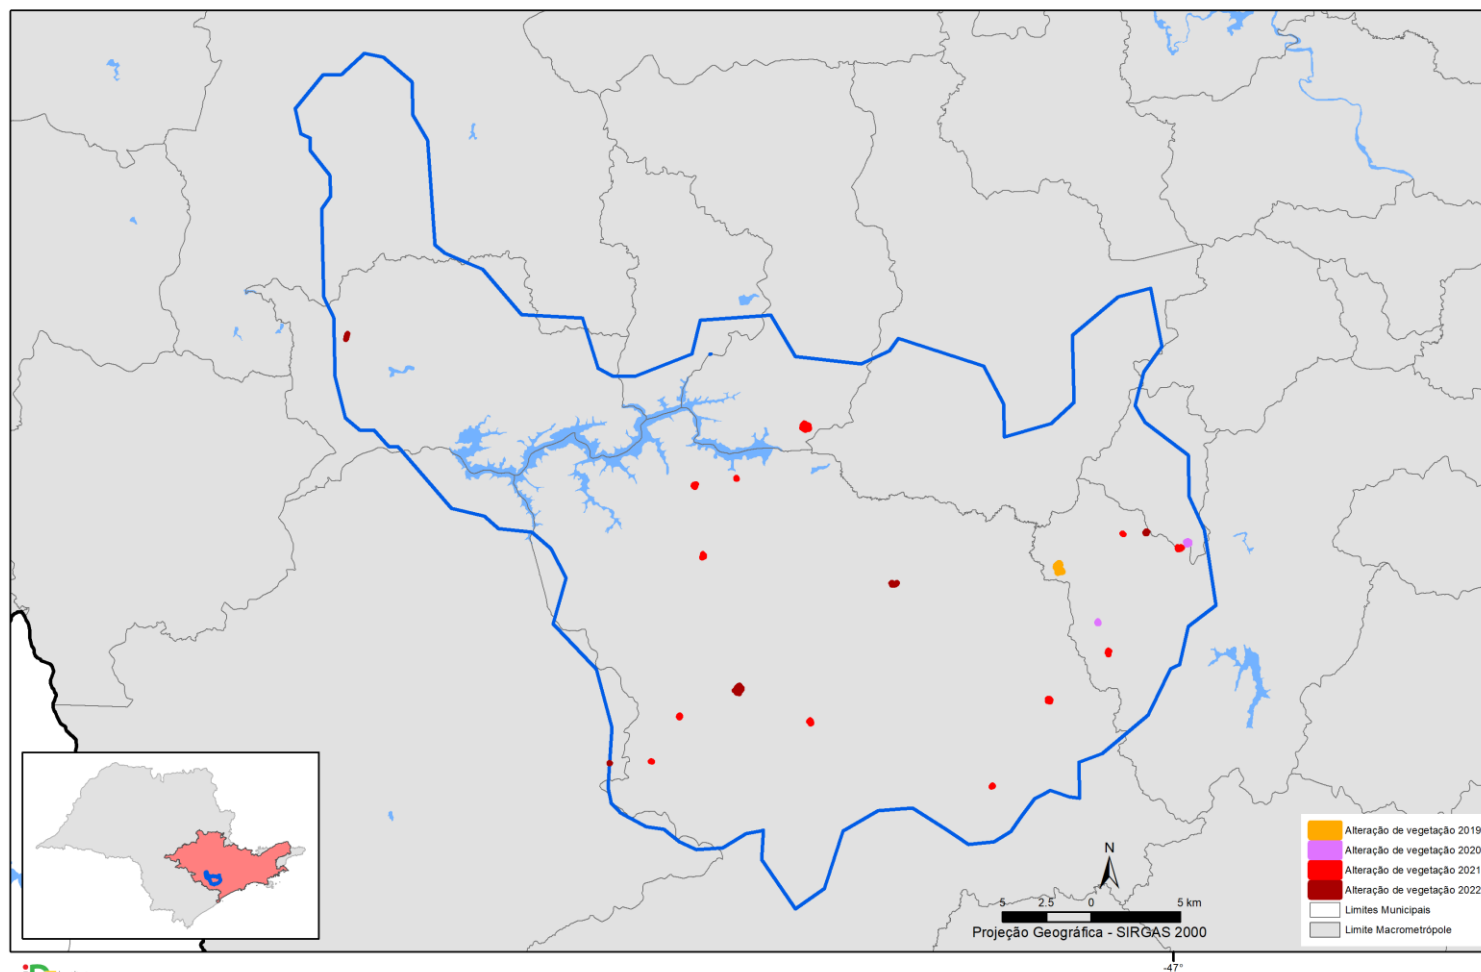 Alteração de vegetação 2019
Alteração de vegetação 2020
Alteração de vegetação 2021
Alteração de vegetação 2022
Limites Municipais
Limite Macrometrópole
N
5 2.5 0 5 km
Projeção Geográfica - SIRGAS 2000
-47°